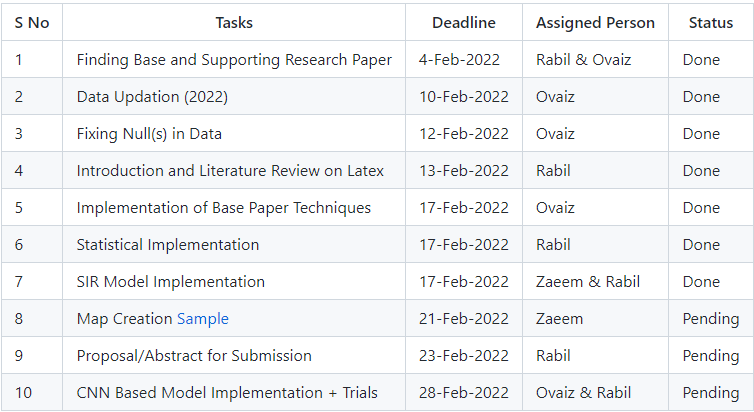 S No Tasks Deadline Assigned Person Status
1 Finding Base and Supporting Research Paper 4-Feb-2022 Rabil & Ovaiz Done
2 Data Updation (2022) 10-Feb-2022 Ovaiz Done
3 Fixing Null(s) in Data 12-Feb-2022 Ovaiz Done
4 Introduction and Literature Review on Latex 13-Feb-2022 Rabil Done
5 Implementation of Base Paper Techniques 17-Feb-2022 Ovaiz Done
6 Statistical Implementation 17-Feb-2022 Rabil Done
7 SIR Model Implementation 17-Feb-2022 Zaeem & Rabil Done
8 Map Creation Sample 21-Feb-2022 Zaeem Pending
9 Proposal/Abstract for Submission 23-Feb-2022 Rabil Pending
10 CNN Based Model Implementation + Trials 28-Feb-2022 Ovaiz & Rabil Pending